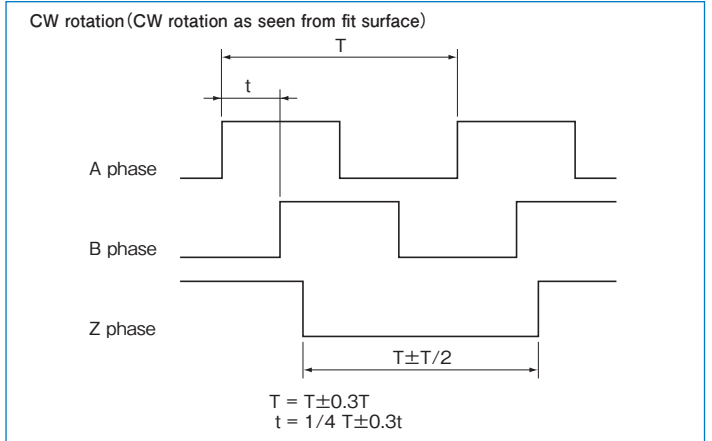 CW rotation(CW rotation as seen from fit surface)
T
t
A phase
B phase
Z phase
T±T/2
T = T±0.3T
t = 1/4 T±0.3t